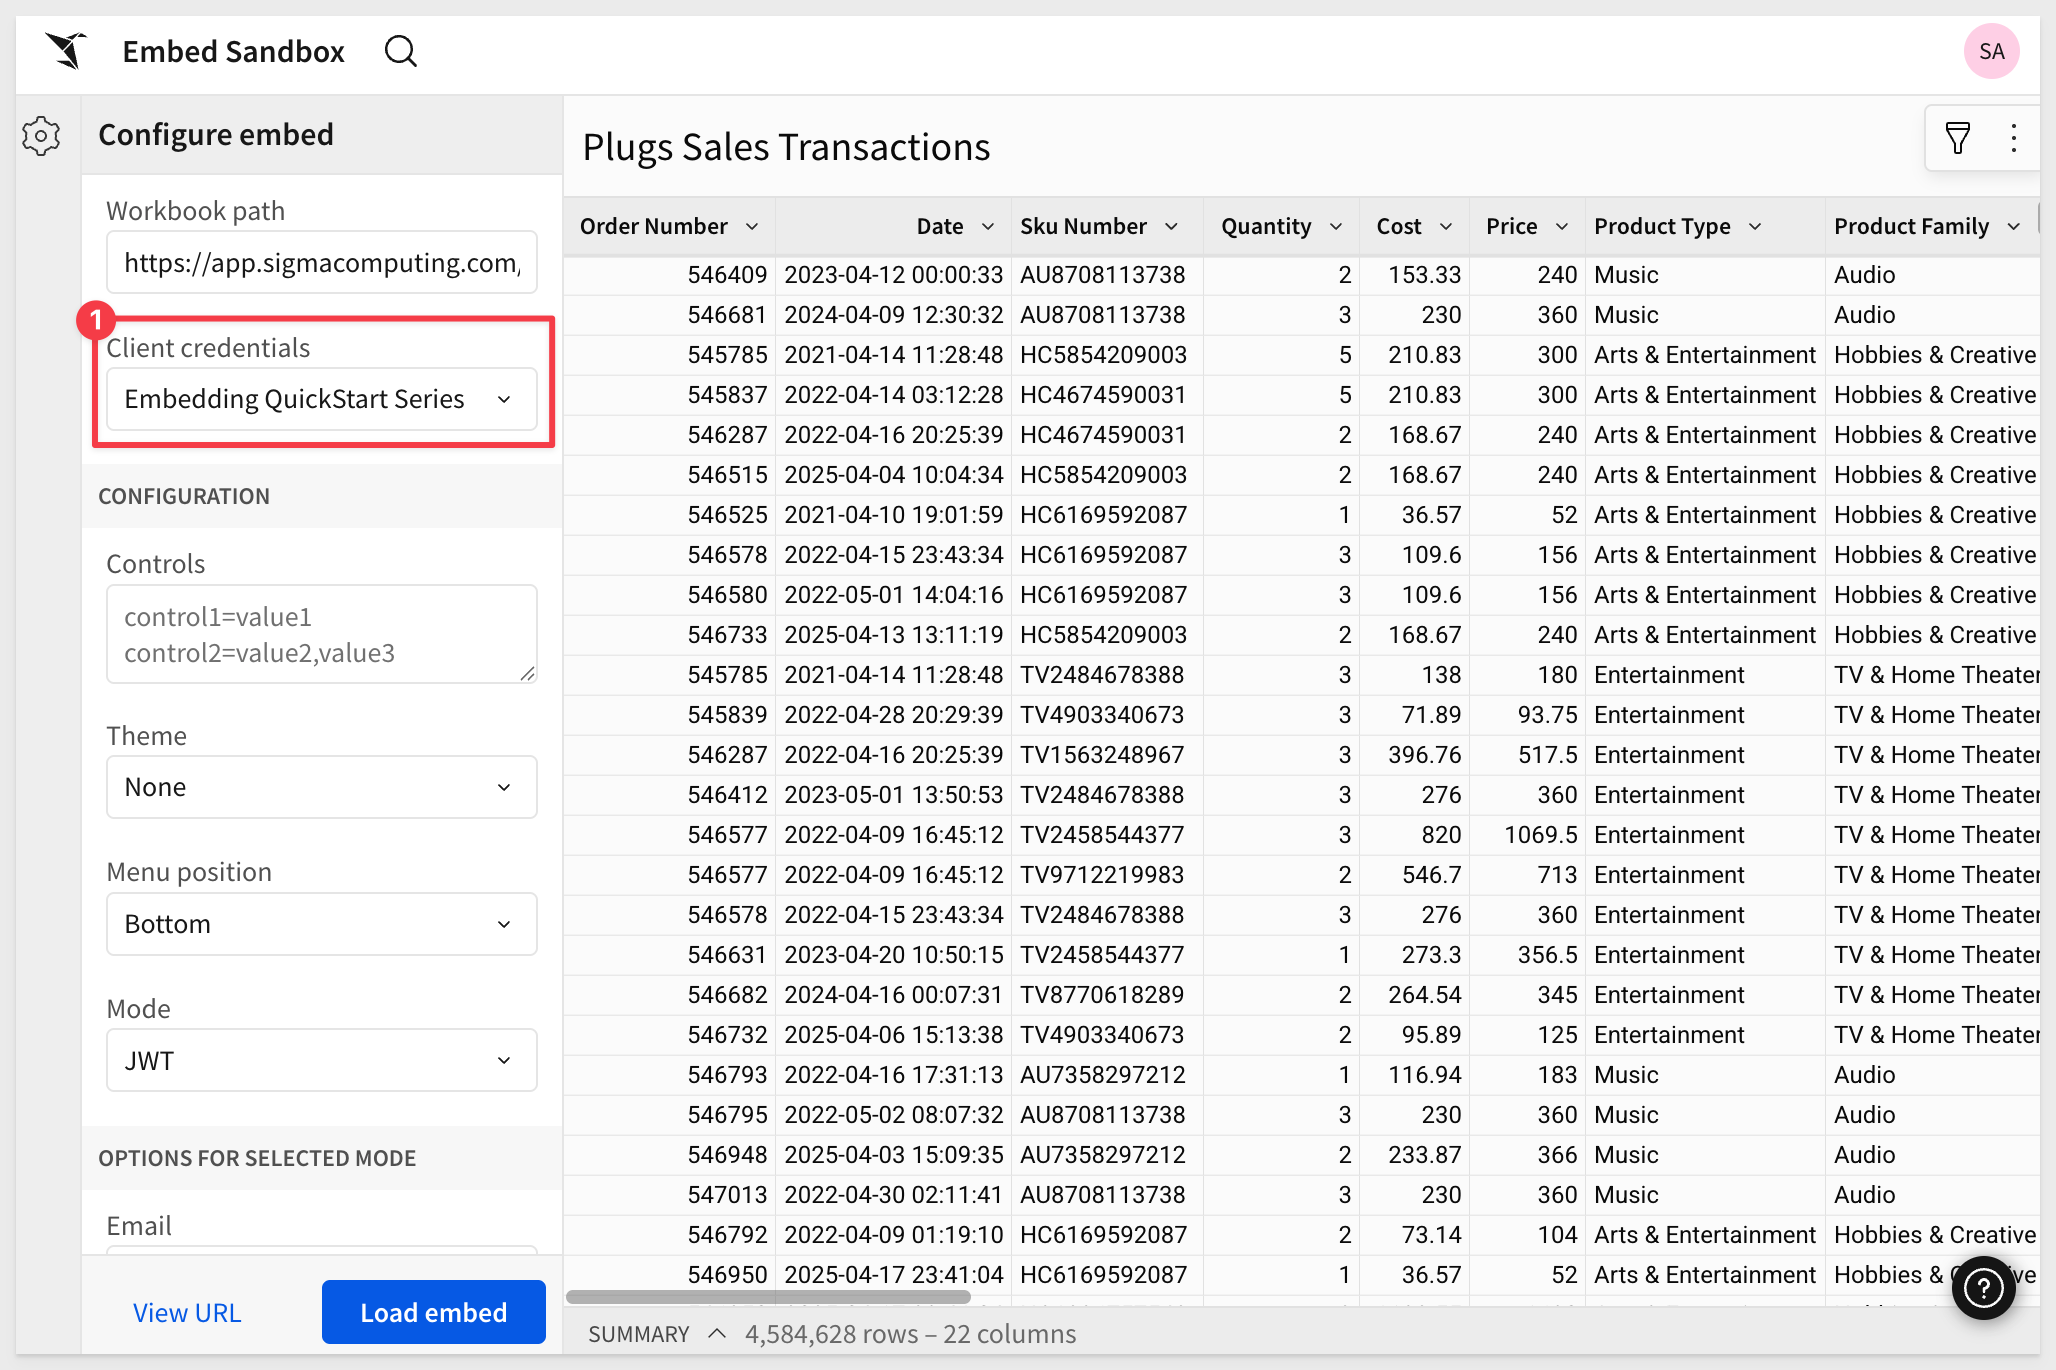 Embed Sandbox
SA
Configure embed
Workbook path
https://app.sigmacomputing.com/
1
Client credentials
Embedding QuickStart Series
CONFIGURATION
Controls
control1=value1
control2=value2,value3
Theme
None
Menu position
Bottom
Mode
JWT
OPTIONS FOR SELECTED MODE
Email
View URL
Load embed
Plugs Sales Transactions
Order Number Date Sku Number Quantity Cost Price Product Type Product Family
546409 2023-04-12 00:00:33 AU8708113738 2 153.33 240 Music Audio
546681 2024-04-09 12:30:32 AU8708113738 3 230 360 Music Audio
545785 2021-04-14 11:28:48 HC5854209003 5 210.83 300 Arts & Entertainment Hobbies & Creative
545837 2022-04-14 03:12:28 HC4674590031 5 210.83 300 Arts & Entertainment Hobbies & Creative
546287 2022-04-16 20:25:39 HC4674590031 2 168.67 240 Arts & Entertainment Hobbies & Creative
546515 2025-04-04 10:04:34 HC5854209003 2 168.67 240 Arts & Entertainment Hobbies & Creative
546525 2021-04-10 19:01:59 HC6169592087 1 36.57 52 Arts & Entertainment Hobbies & Creative
546578 2022-04-15 23:43:34 HC6169592087 3 109.6 156 Arts & Entertainment Hobbies & Creative
546580 2022-05-01 14:04:16 HC6169592087 3 109.6 156 Arts & Entertainment Hobbies & Creative
546733 2025-04-13 13:11:19 HC5854209003 2 168.67 240 Arts & Entertainment Hobbies & Creative
545785 2021-04-14 11:28:48 TV2484678388 3 138 180 Entertainment TV & Home Theater
545839 2022-04-28 20:29:39 TV4903340673 3 71.89 93.75 Entertainment TV & Home Theater
546287 2022-04-16 20:25:39 TV1563248967 3 396.76 517.5 Entertainment TV & Home Theater
546412 2023-05-01 13:50:53 TV2484678388 3 276 360 Entertainment TV & Home Theater
546577 2022-04-09 16:45:12 TV2458544377 3 820 1069.5 Entertainment TV & Home Theater
546577 2022-04-09 16:45:12 TV9712219983 2 546.7 713 Entertainment TV & Home Theater
546578 2022-04-15 23:43:34 TV2484678388 3 276 360 Entertainment TV & Home Theater
546631 2023-04-20 10:50:15 TV2458544377 1 273.3 356.5 Entertainment TV & Home Theater
546682 2024-04-16 00:07:31 TV8770618289 2 264.54 345 Entertainment TV & Home Theater
546732 2025-04-06 15:13:38 TV4903340673 2 95.89 125 Entertainment TV & Home Theater
546793 2022-04-16 17:31:13 AU7358297212 1 116.94 183 Music Audio
546795 2022-05-02 08:07:32 AU8708113738 3 230 360 Music Audio
546948 2025-04-03 15:09:35 AU7358297212 2 233.87 366 Music Audio
547013 2022-04-30 02:11:41 AU8708113738 3 230 360 Music Audio
546792 2022-04-09 01:19:10 HC6169592087 2 73.14 104 Arts & Entertainment Hobbies & Creative
546950 2025-04-17 23:41:04 HC6169592087 1 36.57 52 Arts & Entertainment Hobbies &
?
SUMMARY 4,584,628 rows – 22 columns